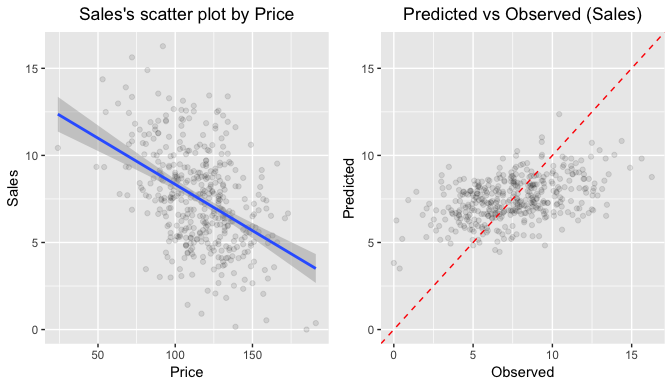 Sales's scatter plot by Price
15
10
5
0
Sales
50 100 150
Price
Predicted vs Observed (Sales)
15
10
5
0
Predicted
0 5 10 15
Observed